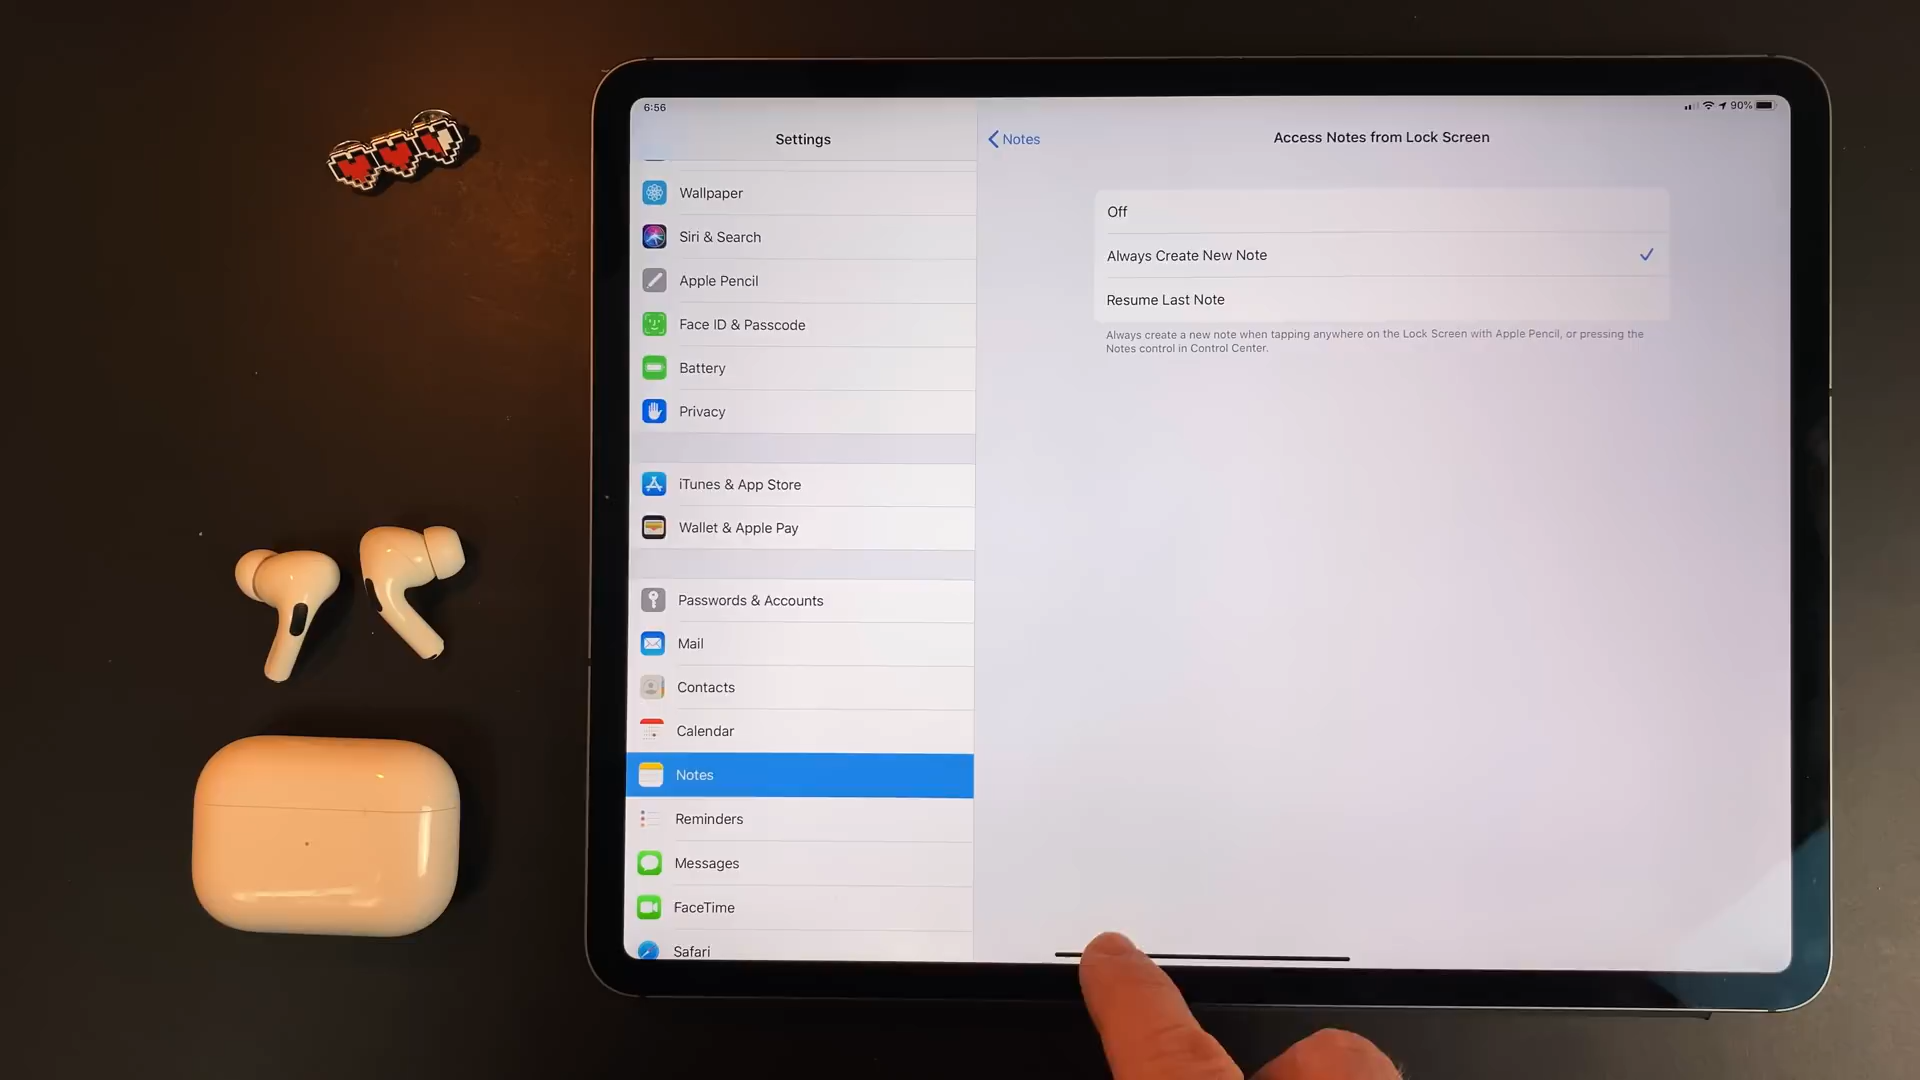 6:56
90%
Settings
Wallpaper
Siri & Search
Apple Pencil
Face ID & Passcode
Battery
Privacy
iTunes & App Store
Wallet & Apple Pay
Passwords & Accounts
Mail
Contacts
Calendar
Notes
Reminders
Messages
FaceTime
Safari
Notes
Access Notes from Lock Screen
Off
Always Create New Note
Resume Last Note
Always create a new note when tapping anywhere on the Lock Screen with Apple Pencil, or pressing the
Notes control in Control Center.